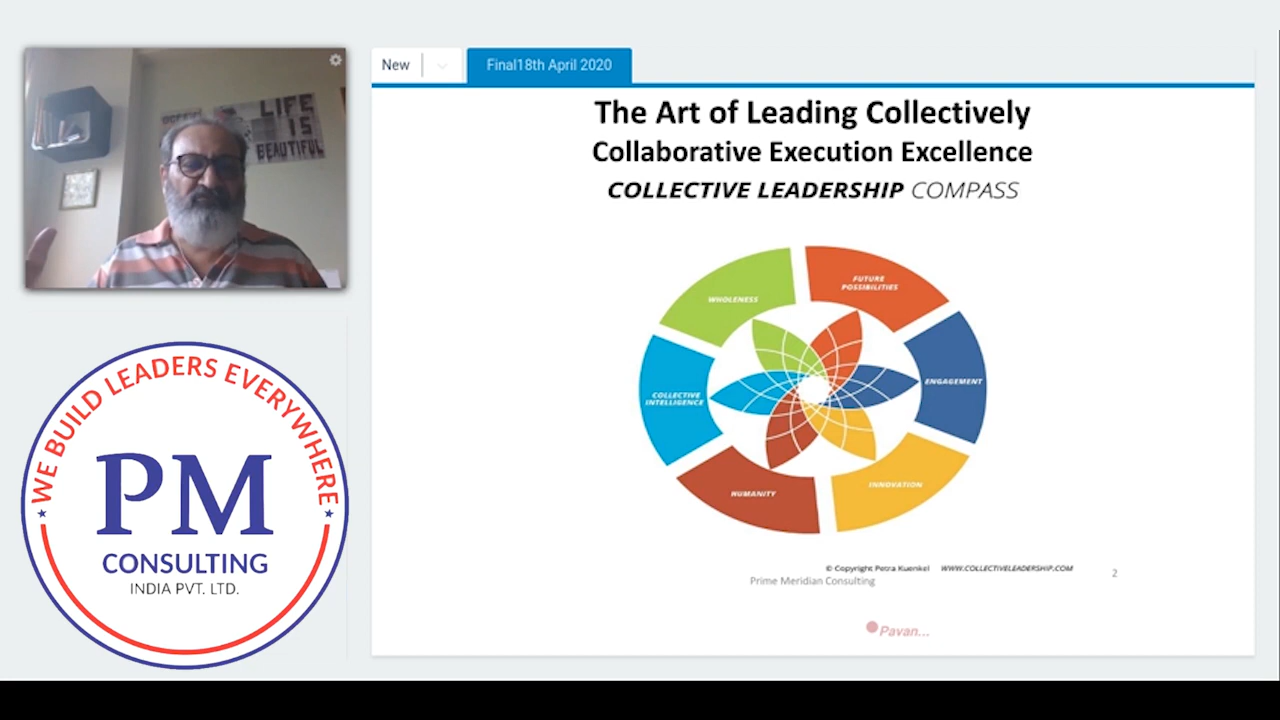 LIFE
IS
BEAUTIFUL
WE BUILD LEADERS EVERYWHERE
PM
CONSULTING
INDIA PVT. LTD.
New
Final18th April 2020
The Art of Leading Collectively
Collaborative Execution Excellence
COLLECTIVE LEADERSHIP COMPASS
WHOLENESS
FUTURE
POSSIBILITIES
COLLECTIVE
INTELLIGENCE
ENGAGEMENT
HUMANITY
INNOVATION
© Copyright Petra Kuenkel WWW.COLLECTIVELEADERSHIP.COM
Prime Meridian Consulting
2
Pavan...